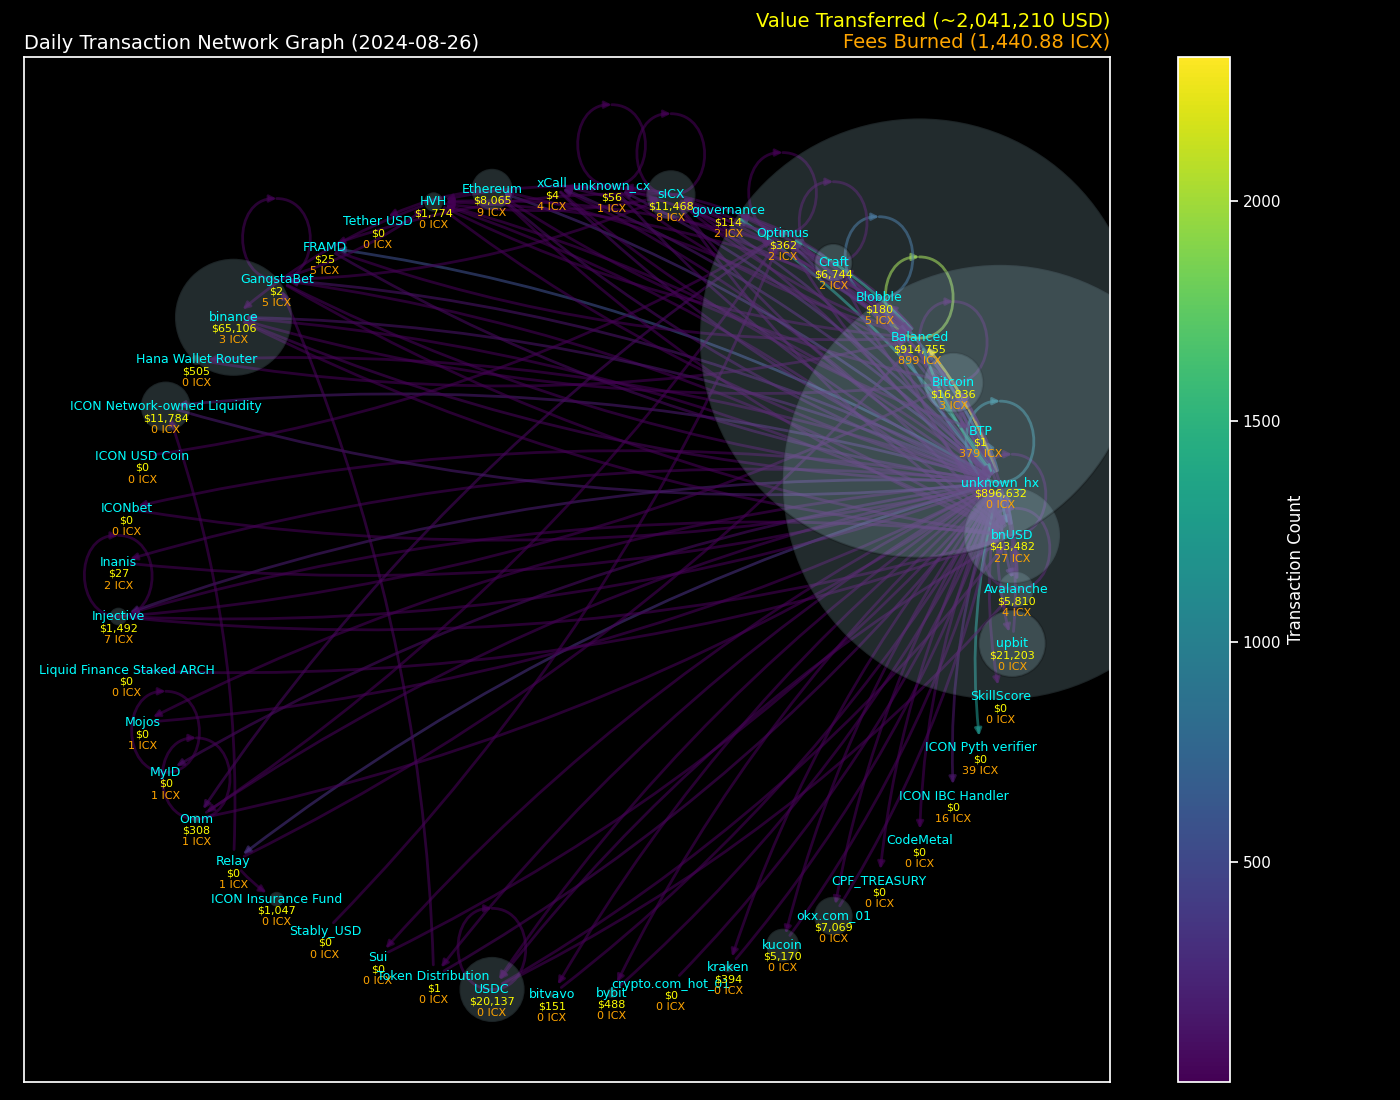 Value Transferred (~2,041,210 USD)
Daily Transaction Network Graph (2024-08-26)
Fees Burned (1,440.88 ICX)
Ethereum
$8,065
9 ICX
xCall
$4
4 ICX
unknown_cx
$56
1 ICX
sICX
$11,468
8 ICX
HVH
$1,774
0 ICX
governance
$114
2 ICX
Tether USD
$0
0 ICX
Optimus
$362
2 ICX
FRAMD
$25
5 ICX
Craft
$6,744
2 ICX
GangstaBet
$2
5 ICX
Blobble
$180
5 ICX
binance
$65,106
3 ICX
Balanced
$914,755
899 ICX
Hana Wallet Router
$505
0 ICX
Bitcoin
$16,836
3 ICX
ICON Network-owned Liquidity
$11,784
0 ICX
BTP
$1
379 ICX
ICON USD Coin
$0
0 ICX
unknown_hx
$896,632
0 ICX
ICONbet
$0
0 ICX
bnUSD
$43,482
27 ICX
Inanis
$27
2 ICX
Avalanche
$5,810
4 ICX
Injective
$1,492
7 ICX
upbit
$21,203
0 ICX
Liquid Finance Staked ARCH
$0
0 ICX
SkillScore
$0
0 ICX
Mojos
$0
1 ICX
ICON Pyth verifier
$0
39 ICX
MyID
$0
1 ICX
ICON IBC Handler
$0
16 ICX
Omm
$308
1 ICX
CodeMetal
$0
0 ICX
Relay
$0
1 ICX
CPF_TREASURY
$0
0 ICX
ICON Insurance Fund
$1,047
0 ICX
okx.com_01
$7,069
0 ICX
Stably_USD
$0
0 ICX
kucoin
$5,170
0 ICX
Sui
$0
0 ICX
kraken
$394
0 ICX
Token Distribution
$1
0 ICX
USDC
$20,137
0 ICX
bitvavo
$151
0 ICX
bybit
$488
0 ICX
crypto.com_hot_01
$0
0 ICX
2000
1500
1000
500
Transaction Count